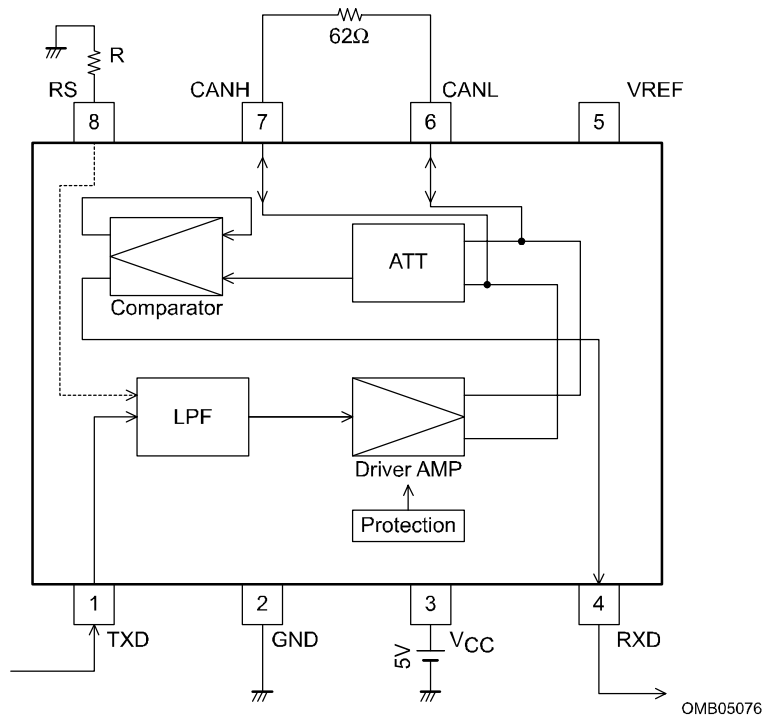 R
62Ω
RS
CANH
CANL
VREF
8
7
6
5
ATT
Comparator
LPF
Driver AMP
Protection
1
2
3
4
TXD
GND
5V
VCC
RXD
OMB05076